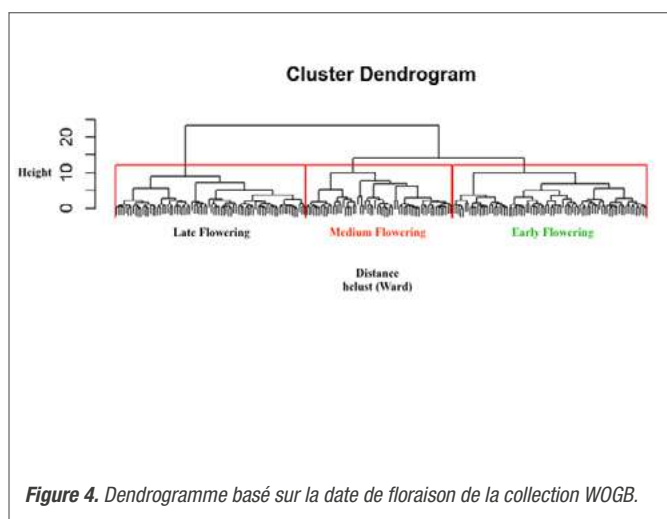 Cluster Dendrogram
Height
0 10 20
Late Flowering Medium Flowering Early Flowering
Distance
hclust (Ward)
Figure 4. Dendrogramme basé sur la date de floraison de la collection WOGB.